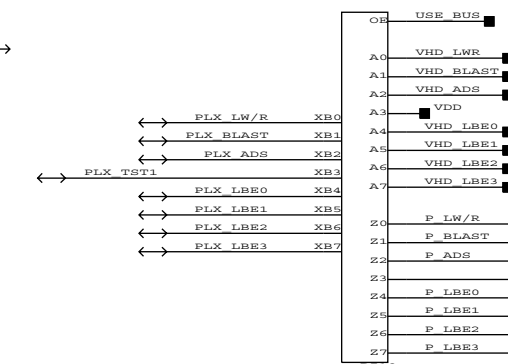 OE USE_BUS
A0 VHD_LWR
A1 VHD_BLAST
A2 VHD_ADS
A3 VDD
PLX_LW/R XB0
A4 VHD_LBE0
PLX_BLAST XB1
A5 VHD_LBE1
PLX_ADS XB2
A6 VHD_LBE2
PLX_TST1 XB3
A7 VHD_LBE3
PLX_LBE0 XB4
PLX_LBE1 XB5
Z0 P_LW/R
PLX_LBE2 XB6
Z1 P_BLAST
PLX_LBE3 XB7
Z2 P_ADS
Z3
Z4 P_LBE0
Z5 P_LBE1
Z6 P_LBE2
Z7 P_LBE3